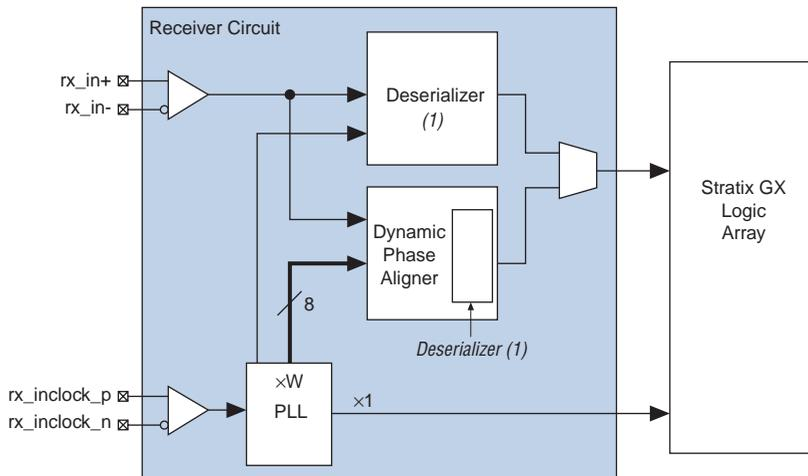 Receiver Circuit
rx_in+
rx_in-
Deserializer
(1)
Stratix GX
Logic
Array
Dynamic
Phase
Aligner
8
Deserializer (1)
rx_inclock_p
rx_inclock_n
×W
PLL
×1